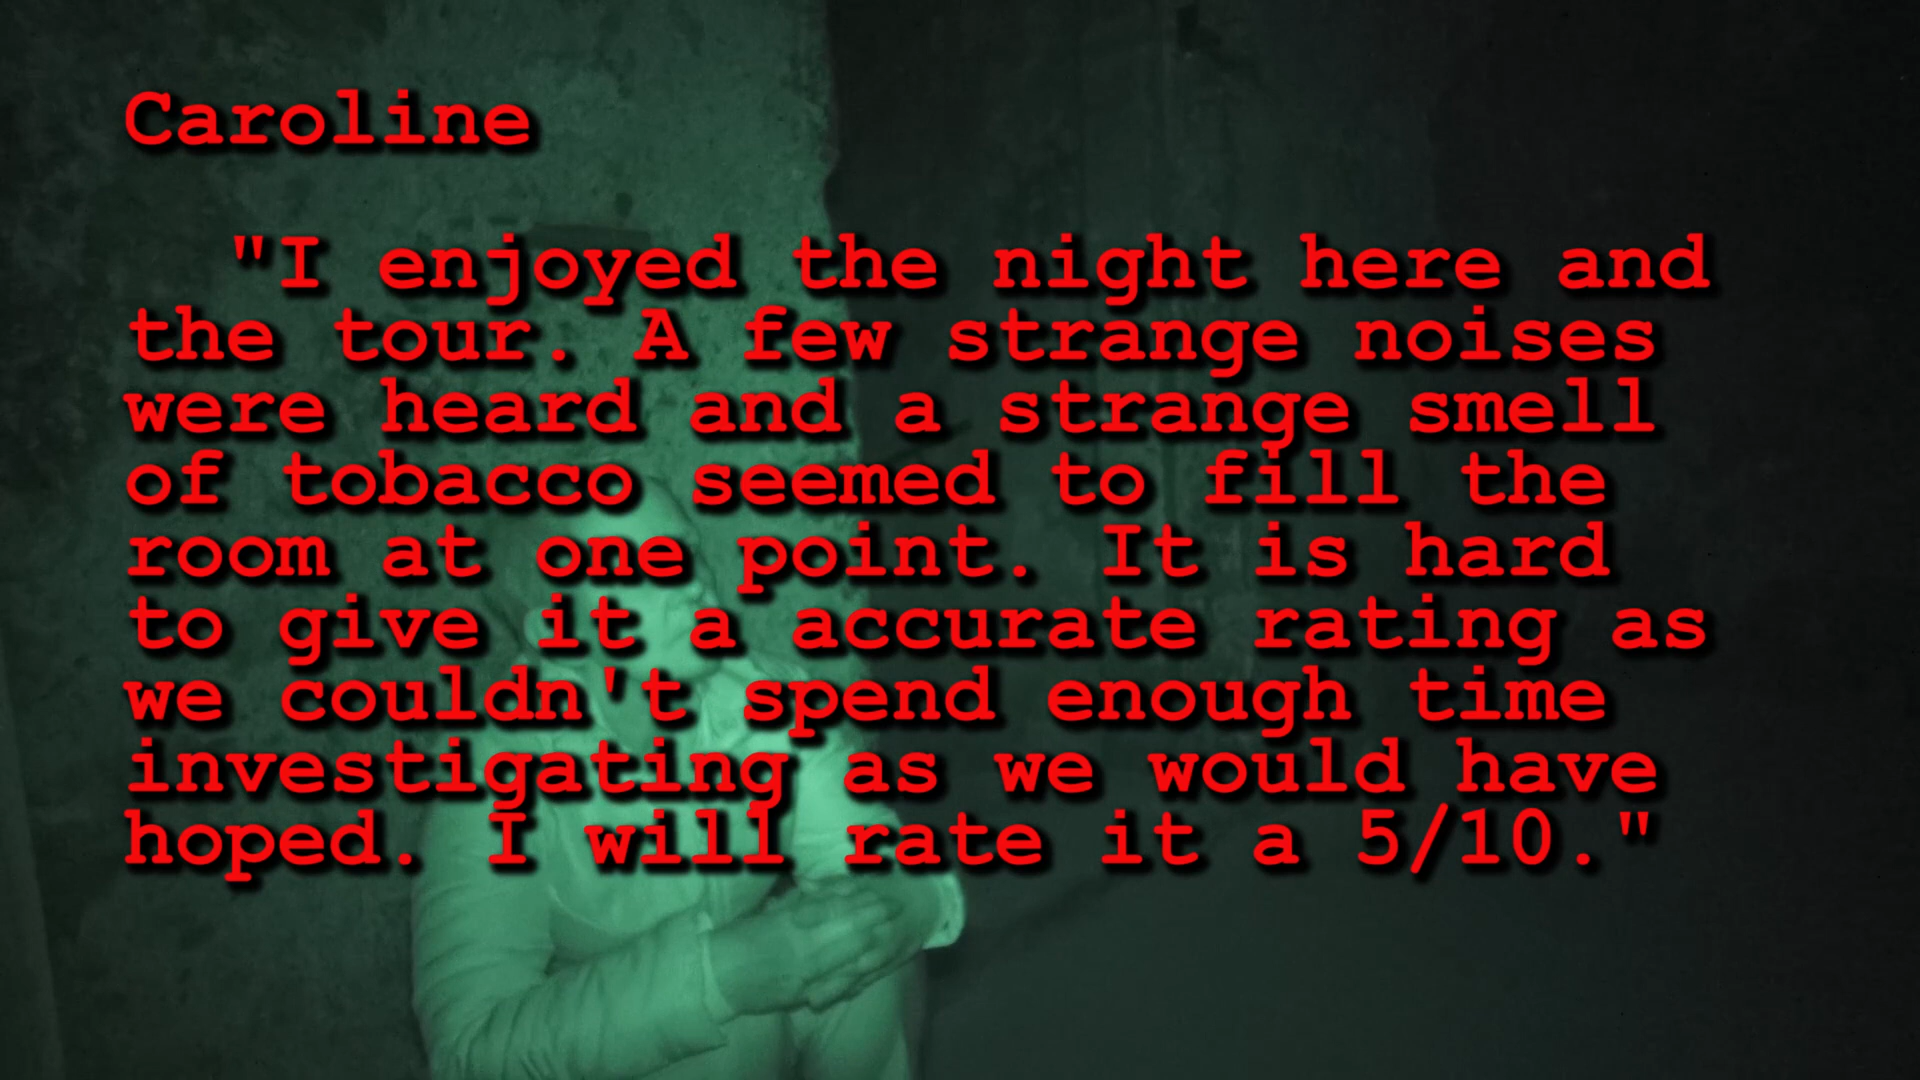 Caroline
"I enjoyed the night here and
the tour. A few strange noises
were heard and a strange smell
of tobacco seemed to fill the
room at one point. It is hard
to give it a accurate rating as
we couldn't spend enough time
investigating as we would have
hoped. I will rate it a 5/10."